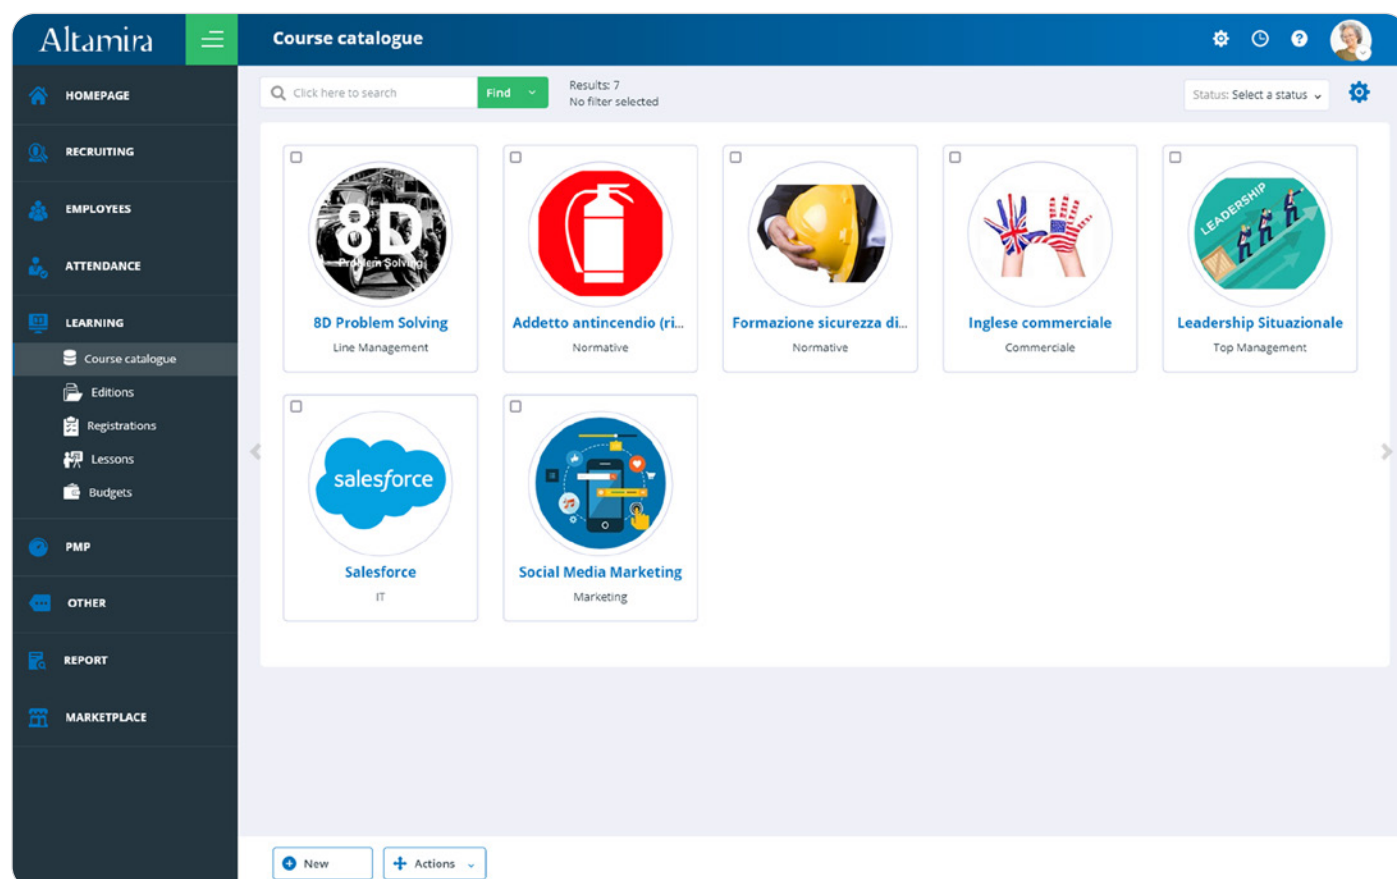 Altamira
Course catalogue
HOMEPAGE
RECRUITING
EMPLOYEES
ATTENDANCE
LEARNING
Course catalogue
Editions
Registrations
Lessons
Budgets
PMP
OTHER
REPORT
MARKETPLACE
Click here to search
Find
Results: 7
No filter selected
Status: Select a status
8D
Problem Solving
8D Problem Solving
Line Management
Addetto antincendio (ri...
Normative
Formazione sicurezza di...
Normative
Inglese commerciale
Commerciale
LEADERSHIP
Leadership Situazionale
Top Management
salesforce
Salesforce
IT
Social Media Marketing
Marketing
New
Actions